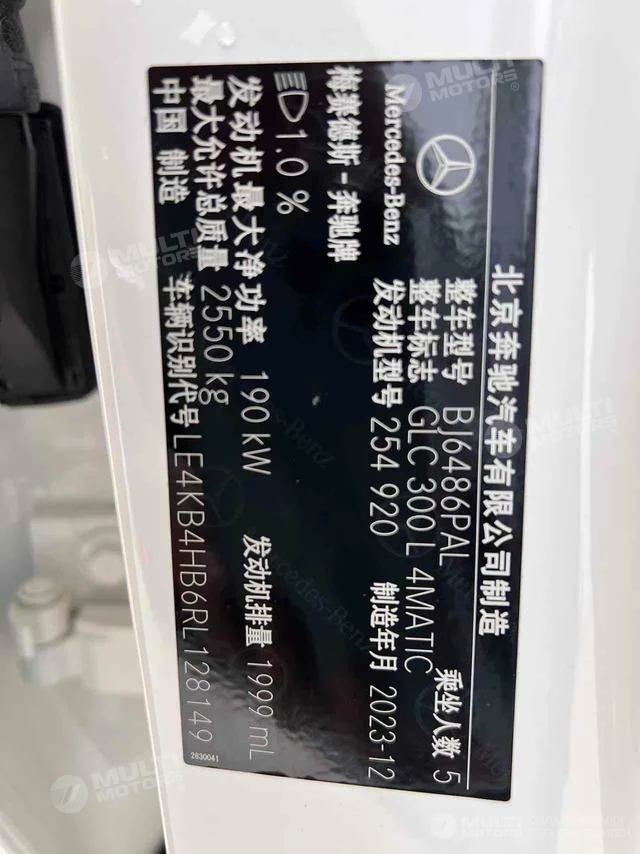 北京奔驰汽车有限公司制造
Mercedes-Benz
梅赛德斯-奔驰牌
整车型号 BJ6486PAL
整车标志 GLC 300 L 4MATIC
乘坐人数 5
发动机型号 254 920
制造年月 2023-12
1.0 %
发动机最大净功率 190 kW
发动机排量 1999 mL
最大允许总质量 2550 kg
中国 制造
车辆识别代号 LE4KB4HB6RL128149
2830041
MULTI MOTORS